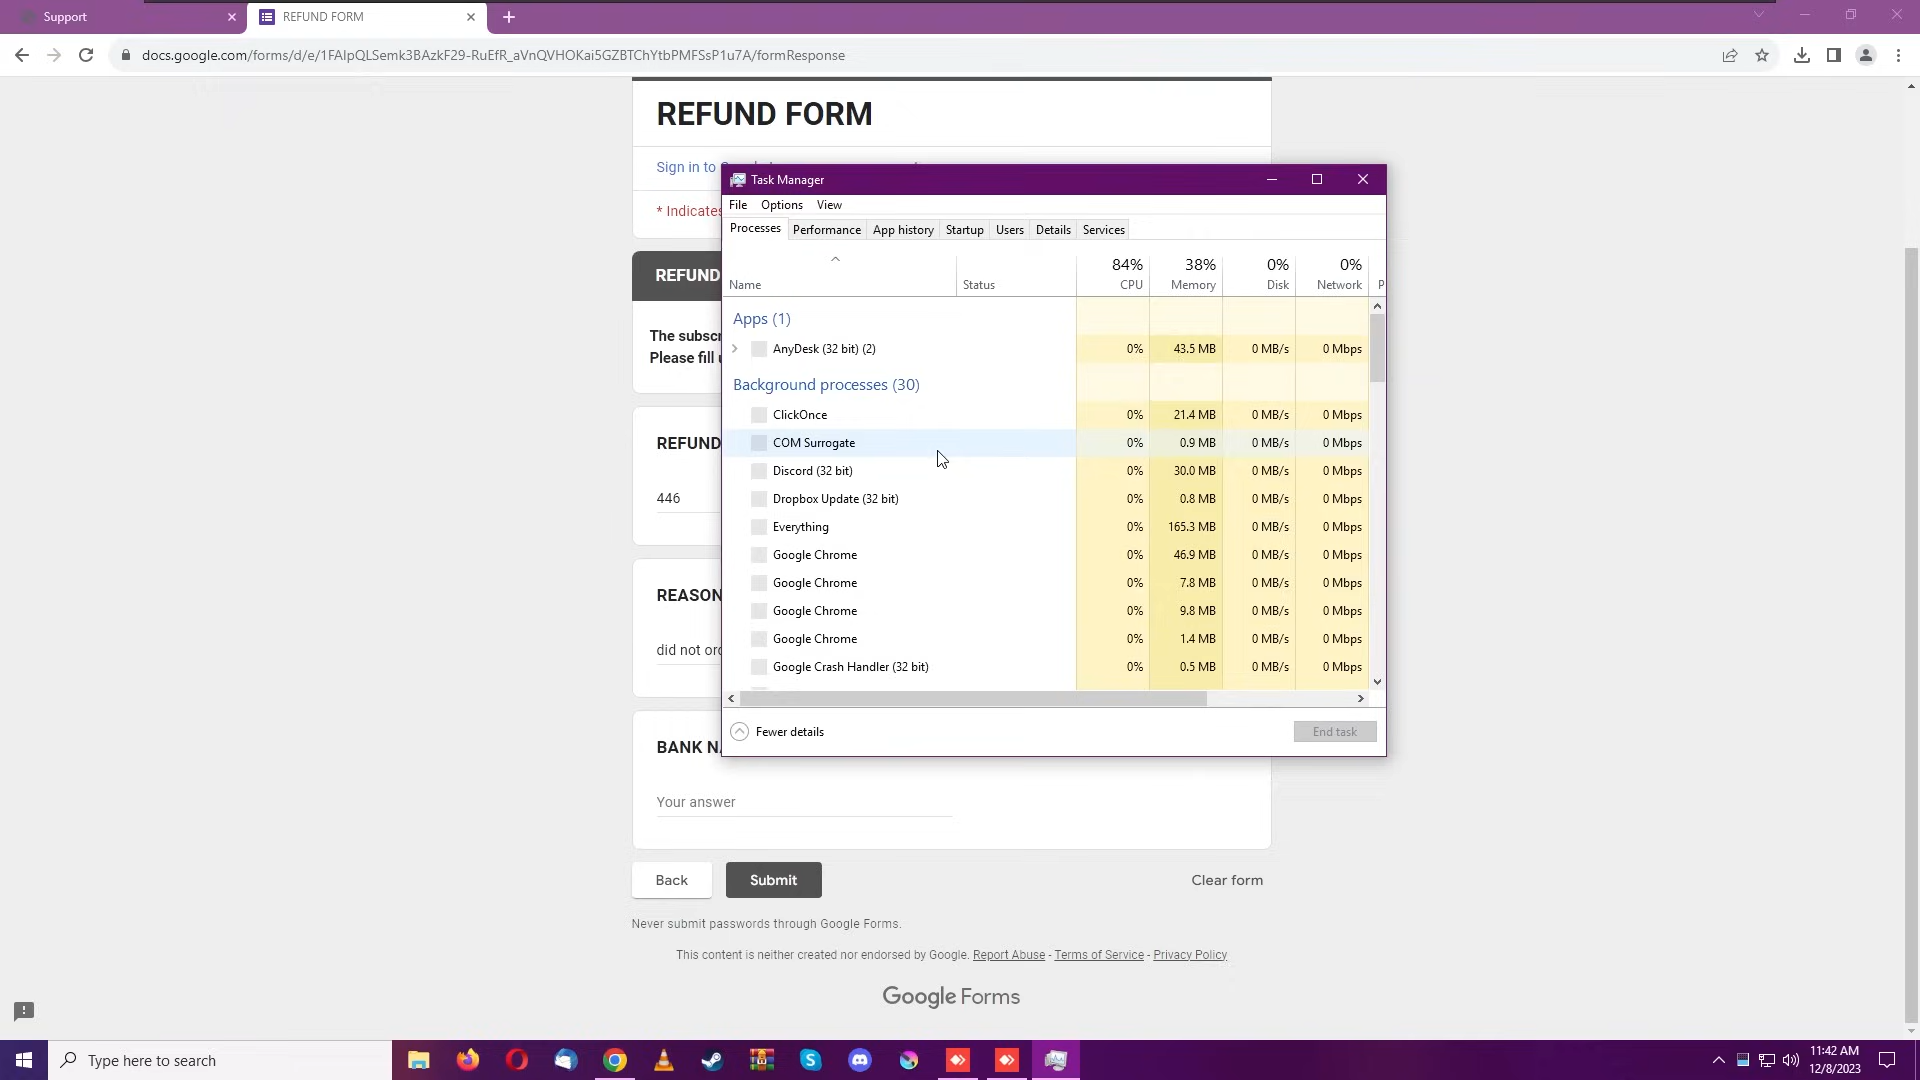 Support
REFUND FORM
docs.google.com/forms/d/e/1FAIpQLSemk3BAzkF29-RuEfR_aVnQVHOKai5GZBTChYtbPMFSsP1u7A/formResponse
REFUND FORM
Sign in to
* Indicates
REFUND
The subscr
Please fill
REFUND
446
REASON
did not ord
BANK
Your answer
Task Manager
File Options View
Processes Performance App history Startup Users Details Services
84% 38% 0% 0%
Name Status CPU Memory Disk Network P
Apps (1)
AnyDesk (32 bit) (2) 0% 43.5 MB 0 MB/s 0 Mbps
Background processes (30)
ClickOnce 0% 21.4 MB 0 MB/s 0 Mbps
COM Surrogate 0% 0.9 MB 0 MB/s 0 Mbps
Discord (32 bit) 0% 30.0 MB 0 MB/s 0 Mbps
Dropbox Update (32 bit) 0% 0.8 MB 0 MB/s 0 Mbps
Everything 0% 165.3 MB 0 MB/s 0 Mbps
Google Chrome 0% 46.9 MB 0 MB/s 0 Mbps
Google Chrome 0% 7.8 MB 0 MB/s 0 Mbps
Google Chrome 0% 9.8 MB 0 MB/s 0 Mbps
Google Chrome 0% 1.4 MB 0 MB/s 0 Mbps
Google Crash Handler (32 bit) 0% 0.5 MB 0 MB/s 0 Mbps
Fewer details End task
Back Submit Clear form
Never submit passwords through Google Forms.
This content is neither created nor endorsed by Google. Report Abuse - Terms of Service - Privacy Policy
Google Forms
Type here to search
11:42 AM
12/8/2023